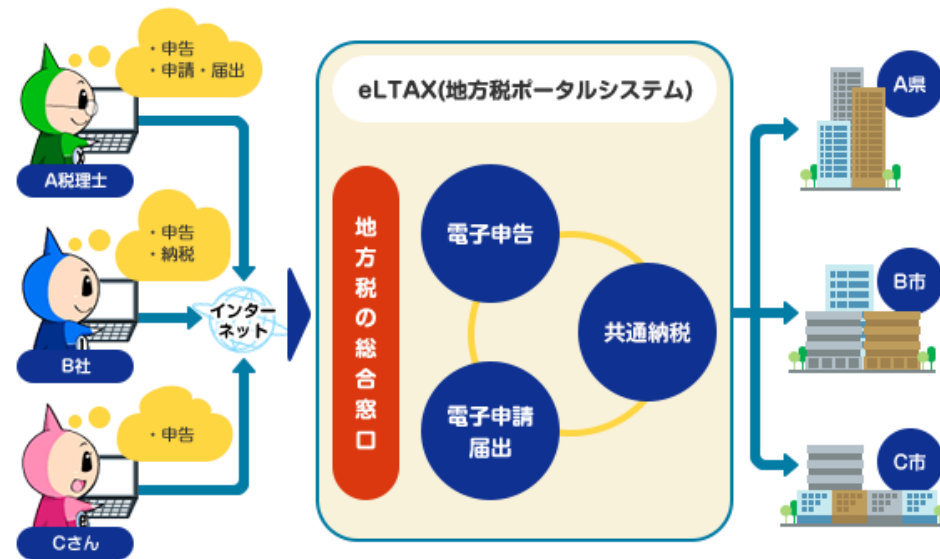 ・申告
・申請・届出
A税理士
・申告
・納税
B社
・申告
Cさん
インター
ネット
eLTAX(地方税ポータルシステム)
地方税の総合窓口
電子申告
共通納税
電子申請
届出
A県
B市
C市